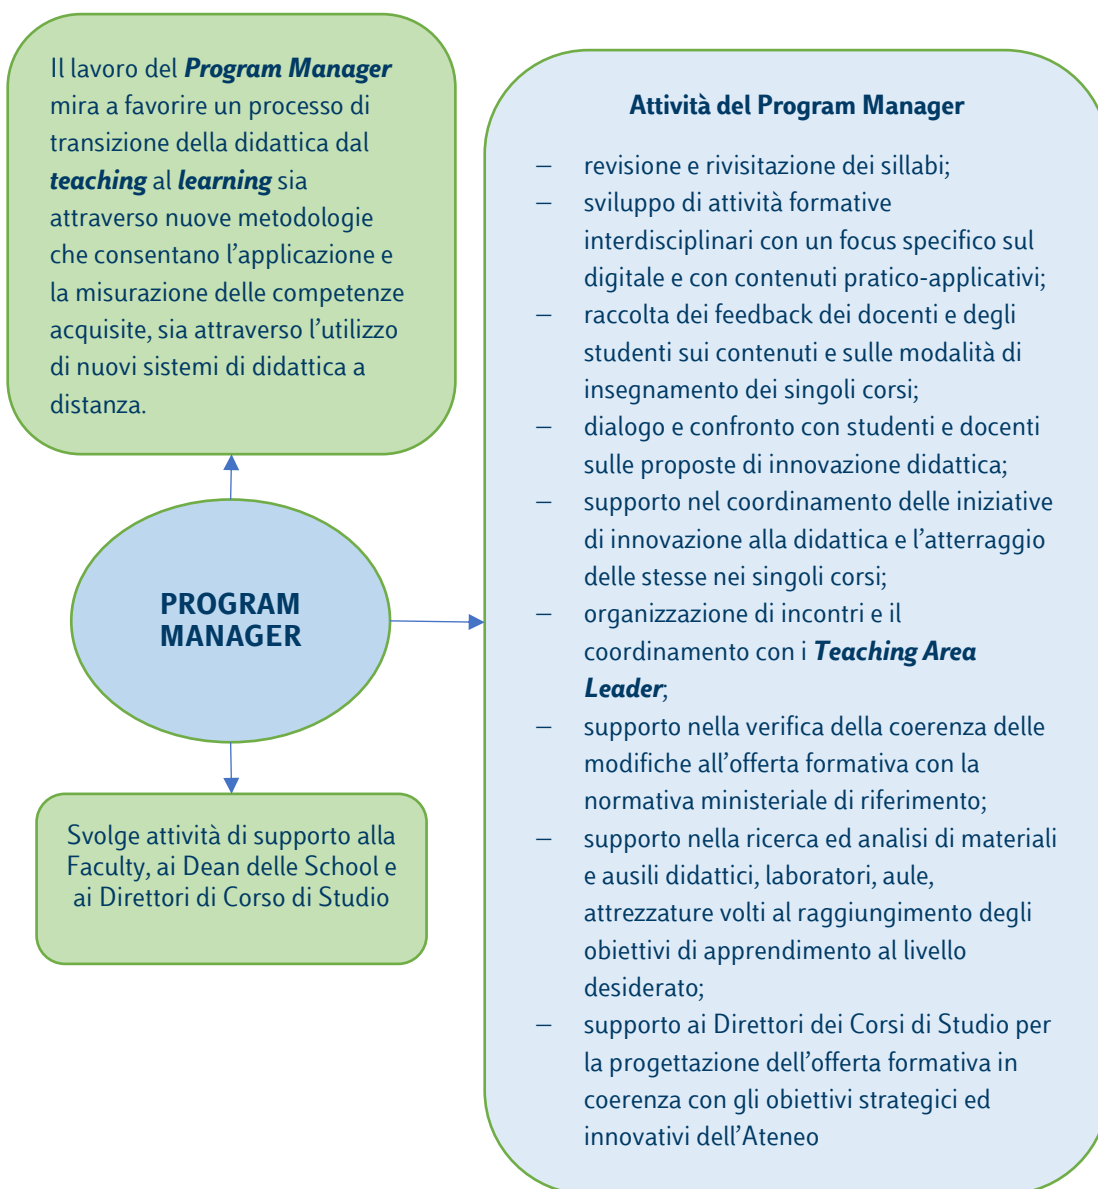 Il lavoro del Program Manager
mira a favorire un processo di
transizione della didattica dal
teaching al learning sia
attraverso nuove metodologie
che consentano l’applicazione e
la misurazione delle competenze
acquisite, sia attraverso l’utilizzo
di nuovi sistemi di didattica a
distanza.
PROGRAM
MANAGER
Svolge attività di supporto alla
Faculty, ai Dean delle School e
ai Direttori di Corso di Studio
Attività del Program Manager
– revisione e rivisitazione dei sillabi;
– sviluppo di attività formative
interdisciplinari con un focus specifico sul
digitale e con contenuti pratico-applicativi;
– raccolta dei feedback dei docenti e degli
studenti sui contenuti e sulle modalità di
insegnamento dei singoli corsi;
– dialogo e confronto con studenti e docenti
sulle proposte di innovazione didattica;
– supporto nel coordinamento delle iniziative
di innovazione alla didattica e l’atterraggio
delle stesse nei singoli corsi;
– organizzazione di incontri e il
coordinamento con i Teaching Area
Leader;
– supporto nella verifica della coerenza delle
modifiche all’offerta formativa con la
normativa ministeriale di riferimento;
– supporto nella ricerca ed analisi di materiali
e ausili didattici, laboratori, aule,
attrezzature volti al raggiungimento degli
obiettivi di apprendimento al livello
desiderato;
– supporto ai Direttori dei Corsi di Studio per
la progettazione dell’offerta formativa in
coerenza con gli obiettivi strategici ed
innovativi dell’Ateneo